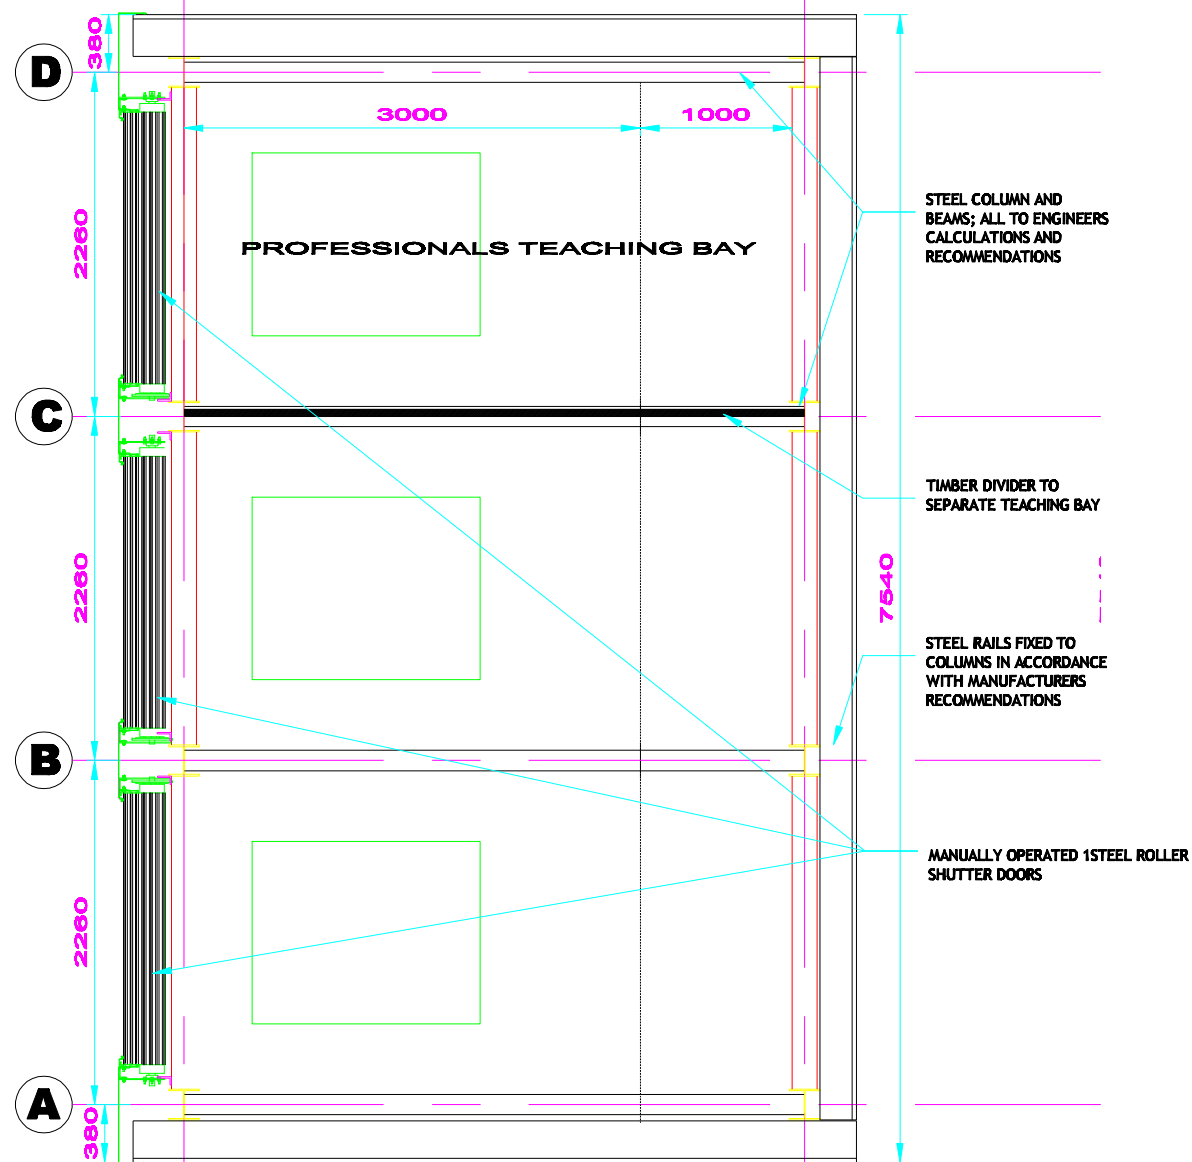 380
D
3000
1000
STEEL COLUMN AND
BEAMS; ALL TO ENGINEERS
CALCULATIONS AND
RECOMMENDATIONS
2260
PROFESSIONALS TEACHING BAY
C
TIMBER DIVIDER TO
SEPARATE TEACHING BAY
2260
7540
STEEL RAILS FIXED TO
COLUMNS IN ACCORDANCE
WITH MANUFACTURERS
RECOMMENDATIONS
B
MANUALLY OPERATED 1STEEL ROLLER
SHUTTER DOORS
2260
A
380